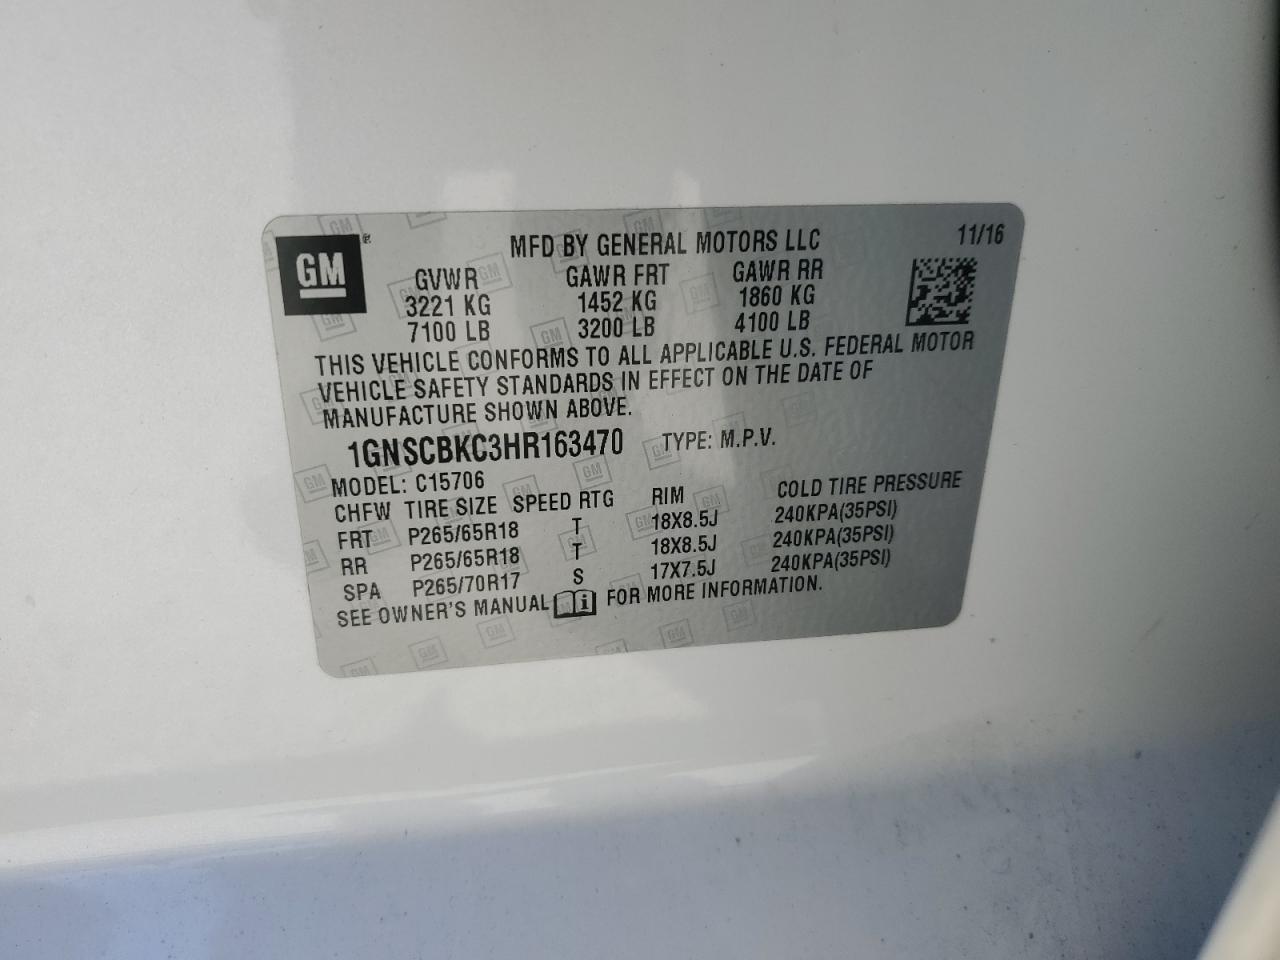 GM
MFD BY GENERAL MOTORS LLC 11/16
GVWR GAWR FRT GAWR RR
3221 KG 1452 KG 1860 KG
7100 LB 3200 LB 4100 LB
THIS VEHICLE CONFORMS TO ALL APPLICABLE U.S. FEDERAL MOTOR
VEHICLE SAFETY STANDARDS IN EFFECT ON THE DATE OF
MANUFACTURE SHOWN ABOVE.
1GNSCBKC3HR163470 TYPE: M.P.V.
MODEL: C15706
CHFW TIRE SIZE SPEED RTG RIM COLD TIRE PRESSURE
FRT P265/65R18 T 18X8.5J 240KPA(35PSI)
RR P265/65R18 T 18X8.5J 240KPA(35PSI)
SPA P265/70R17 S 17X7.5J 240KPA(35PSI)
SEE OWNER'S MANUAL i FOR MORE INFORMATION.